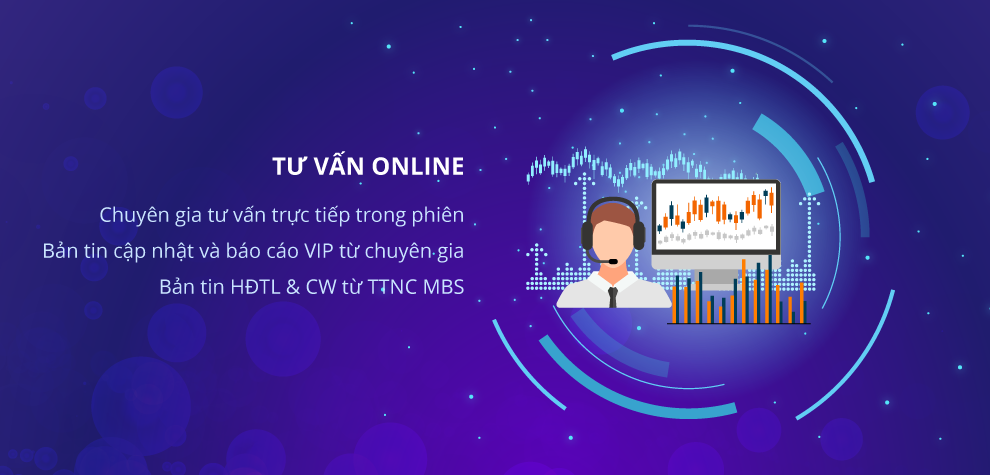 TƯ VẤN ONLINE
Chuyên gia tư vấn trực tiếp trong phiên
Bản tin cập nhật và báo cáo VIP từ chuyên gia
Bản tin HĐTL & CW từ TTNC MBS